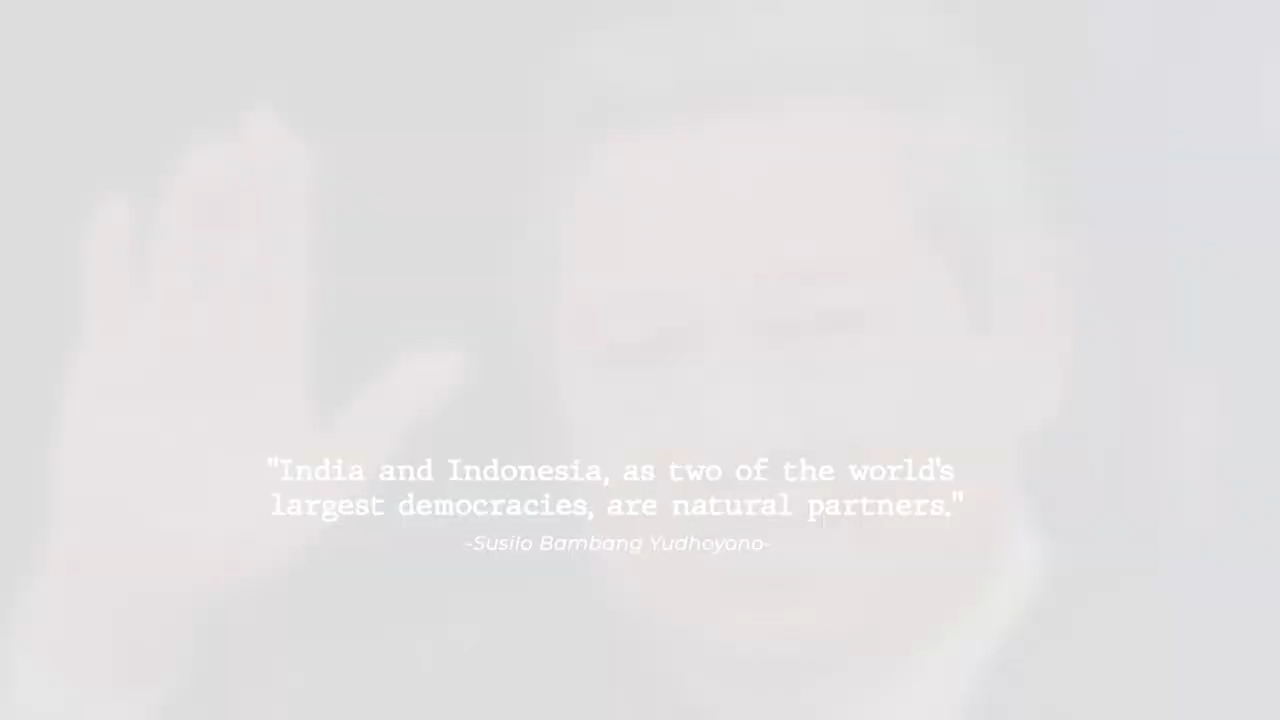 "India and Indonesia, as two of the world's
largest democracies, are natural partners."
-Susilo Bambang Yudhoyono-